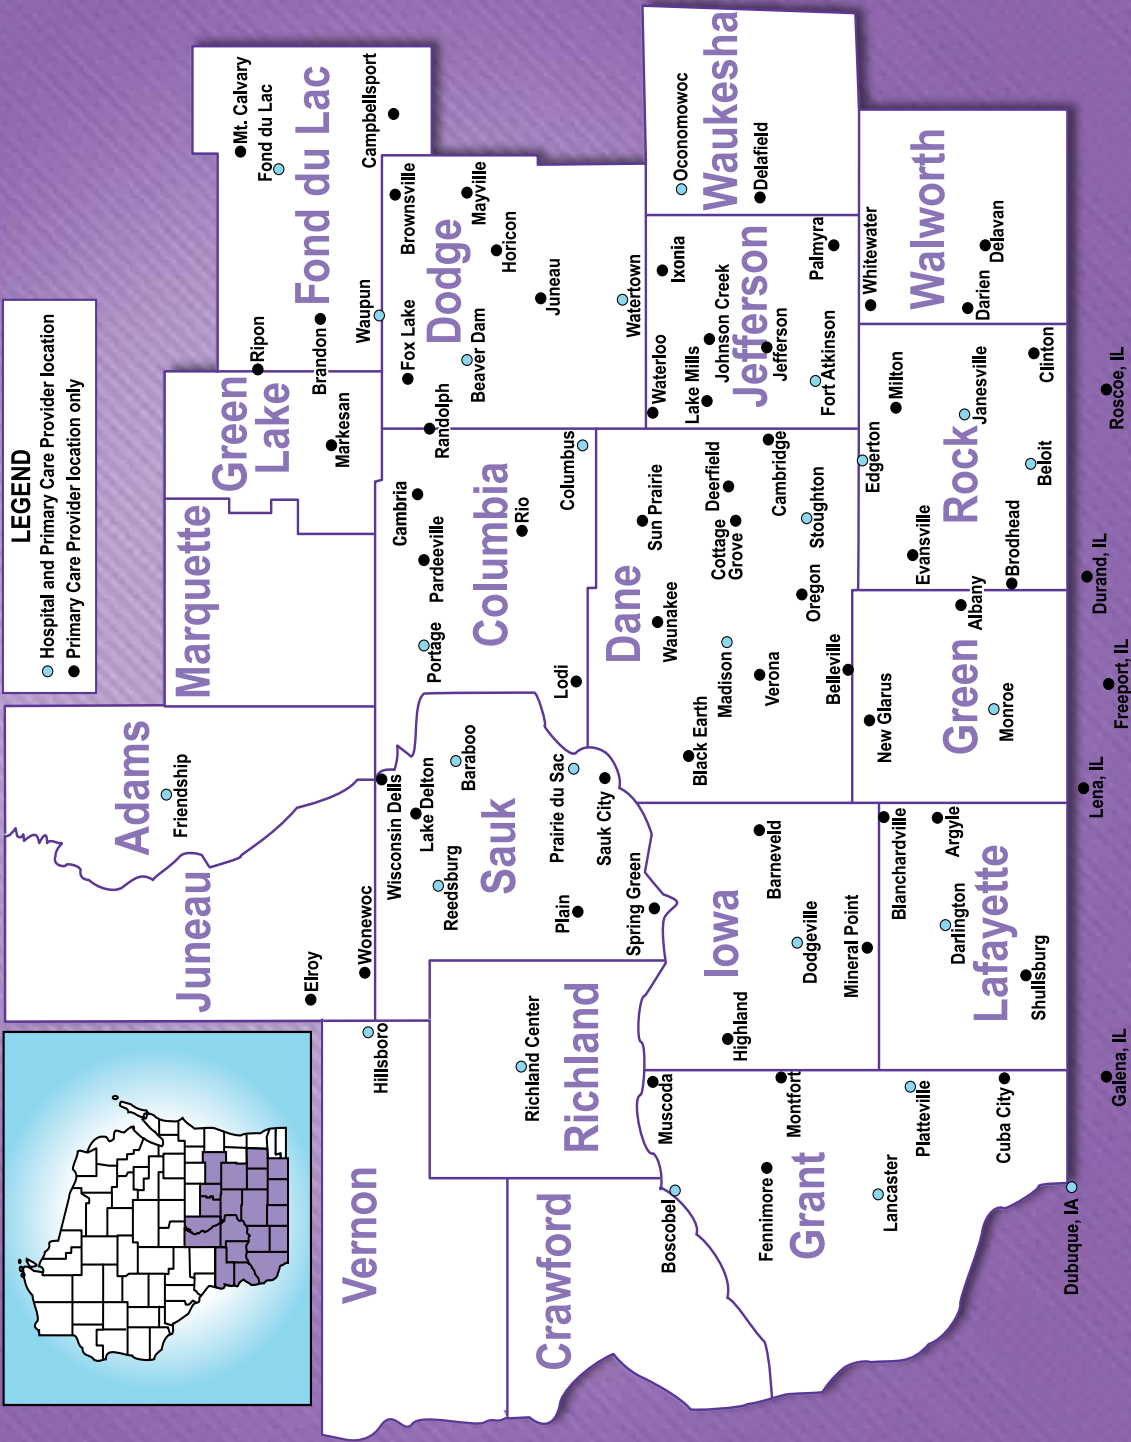 LEGEND
Hospital and Primary Care Provider location
Primary Care Provider location only
Adams
Friendship
Juneau
Elroy
Wonewoc
Marquette
Green
Lake
Markesan
Fond du Lac
Mt. Calvary
Fond du Lac
Campbellsport
Ripon
Brandon
Waupun
Vernon
Hillsboro
Crawford
Richland
Richland Center
Sauk
Wisconsin Dells
Lake Delton
Baraboo
Reedsburg
Prairie du Sac
Sauk City
Plain
Spring Green
Columbia
Cambria
Pardeeville
Portage
Rio
Columbus
Lodi
Randolph
Dodge
Brownsville
Mayville
Horicon
Juneau
Fox Lake
Beaver Dam
Watertown
Dane
Sun Prairie
Waunakee
Deerfield
Cottage
Grove
Cambridge
Stoughton
Madison
Verona
Oregon
Belleville
Black Earth
Jefferson
Ixonia
Waterloo
Lake Mills
Johnson Creek
Jefferson
Fort Atkinson
Palmyra
Waukesha
Oconomowoc
Delafield
Grant
Muscoda
Boscobel
Montfort
Fennimore
Lancaster
Platteville
Cuba City
Iowa
Highland
Barneveld
Dodgeville
Mineral Point
Lafayette
Blanchardville
Argyle
Darlington
Shullsburg
Green
New Glarus
Albany
Monroe
Rock
Edgerton
Milton
Janesville
Evansville
Beloit
Clinton
Brodhead
Walworth
Whitewater
Delavan
Darien
Dubuque, IA
Galena, IL
Lena, IL
Freeport, IL
Durand, IL
Roscoe, IL